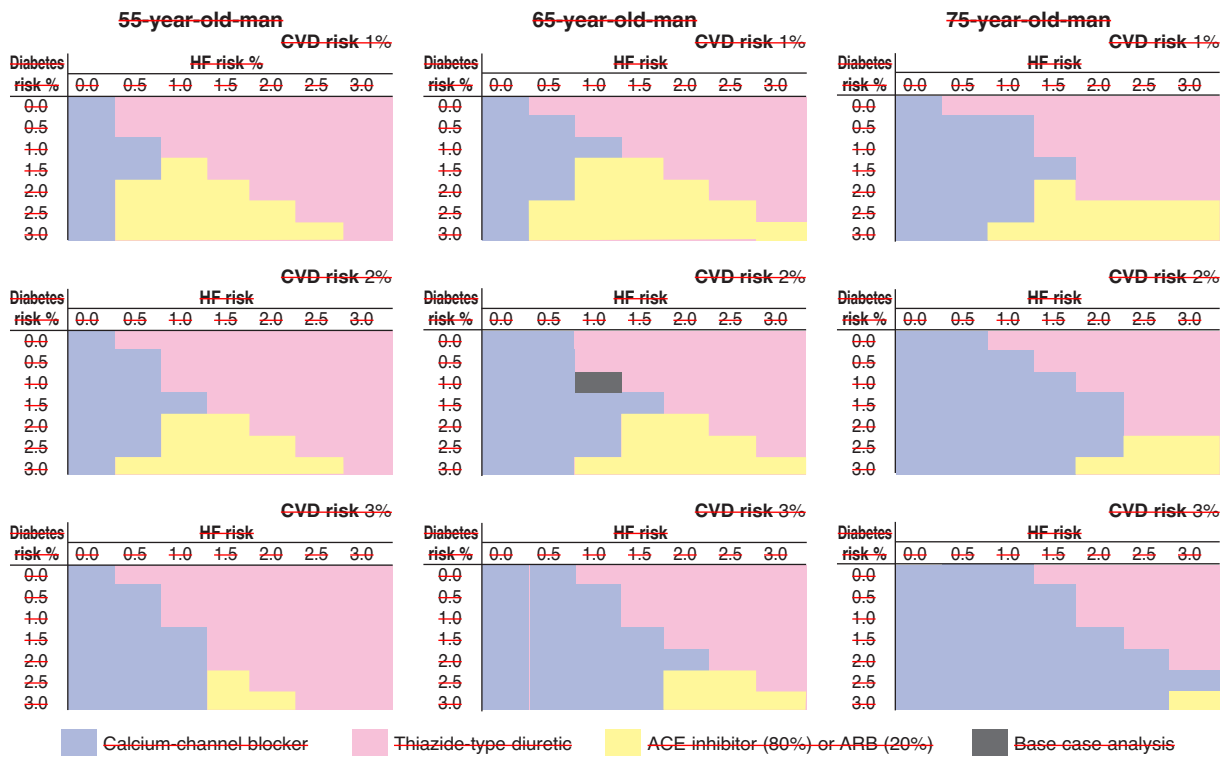 55-year-old-man 65-year-old-man 75-year-old-man
CVD risk 1% CVD risk 1% CVD risk 1%
Diabetes HF risk % Diabetes HF risk Diabetes HF risk
risk % 0.0 0.5 1.0 1.5 2.0 2.5 3.0 risk % 0.0 0.5 1.0 1.5 2.0 2.5 3.0 risk % 0.0 0.5 1.0 1.5 2.0 2.5 3.0
0.0 0.0 0.0
0.5 0.5 0.5
1.0 1.0 1.0
1.5 1.5 1.5
2.0 2.0 2.0
2.5 2.5 2.5
3.0 3.0 3.0
CVD risk 2% CVD risk 2% CVD risk 2%
Diabetes HF risk Diabetes HF risk Diabetes HF risk
risk % 0.0 0.5 1.0 1.5 2.0 2.5 3.0 risk % 0.0 0.5 1.0 1.5 2.0 2.5 3.0 risk % 0.0 0.5 1.0 1.5 2.0 2.5 3.0
0.0 0.0 0.0
0.5 0.5 0.5
1.0 1.0 1.0
1.5 1.5 1.5
2.0 2.0 2.0
2.5 2.5 2.5
3.0 3.0 3.0
CVD risk 3% CVD risk 3% CVD risk 3%
Diabetes HF risk Diabetes HF risk Diabetes HF risk
risk % 0.0 0.5 1.0 1.5 2.0 2.5 3.0 risk % 0.0 0.5 1.0 1.5 2.0 2.5 3.0 risk % 0.0 0.5 1.0 1.5 2.0 2.5 3.0
0.0 0.0 0.0
0.5 0.5 0.5
1.0 1.0 1.0
1.5 1.5 1.5
2.0 2.0 2.0
2.5 2.5 2.5
3.0 3.0 3.0
Calcium-channel blocker Thiazide-type diuretic ACE inhibitor (80%) or ARB (20%) Base case analysis